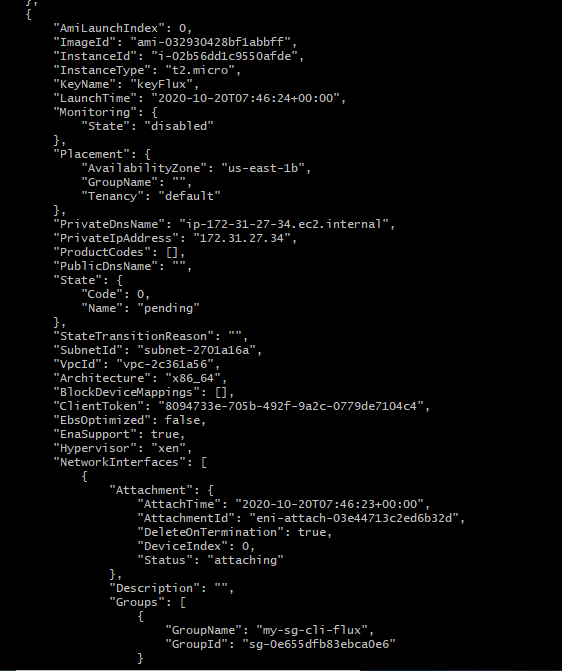 },
{
"AmiLaunchIndex": 0,
"ImageId": "ami-032930428bf1abbff",
"InstanceId": "i-02b56dd1c9550afde",
"InstanceType": "t2.micro",
"KeyName": "keyFlux",
"LaunchTime": "2020-10-20T07:46:24+00:00",
"Monitoring": {
"State": "disabled"
},
"Placement": {
"AvailabilityZone": "us-east-1b",
"GroupName": "",
"Tenancy": "default"
},
"PrivateDnsName": "ip-172-31-27-34.ec2.internal",
"PrivateIpAddress": "172.31.27.34",
"ProductCodes": [],
"PublicDnsName": "",
"State": {
"Code": 0,
"Name": "pending"
},
"StateTransitionReason": "",
"SubnetId": "subnet-2701a16a",
"VpcId": "vpc-2c361a56",
"Architecture": "x86_64",
"BlockDeviceMappings": [],
"ClientToken": "8094733e-705b-492f-9a2c-0779de7104c4",
"EbsOptimized": false,
"EnaSupport": true,
"Hypervisor": "xen",
"NetworkInterfaces": [
{
"Attachment": {
"AttachTime": "2020-10-20T07:46:23+00:00",
"AttachmentId": "eni-attach-03e44713c2ed6b32d",
"DeleteOnTermination": true,
"DeviceIndex": 0,
"Status": "attaching"
},
"Description": "",
"Groups": [
{
"GroupName": "my-sg-cli-flux",
"GroupId": "sg-0e655dfb83ebca0e6"
}